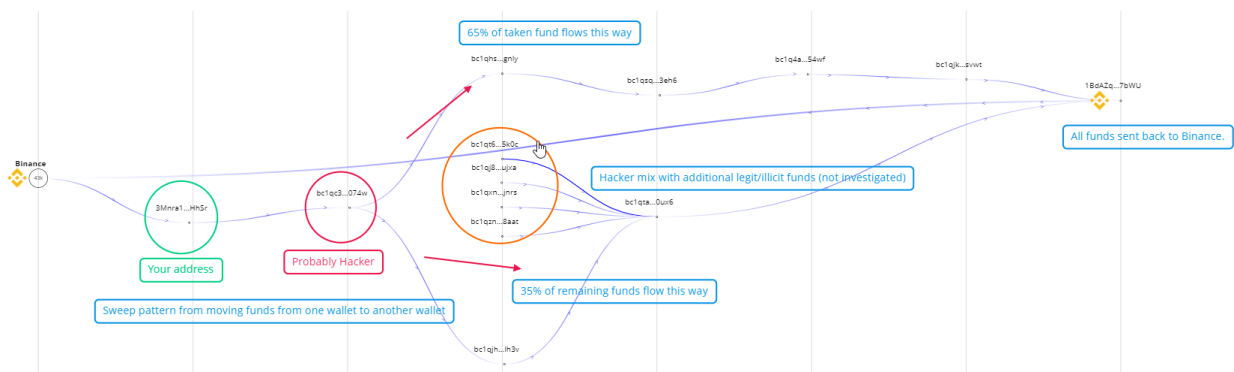 65% of taken fund flows this way
bc1qhs...gnly
bc1qsq...3eh6
bc1q4a...54wf
bc1qjk...svwt
1BdAZq...7bWU
All funds sent back to Binance.
bc1qt6...5k0c
bc1qj8...ujxa
bc1qxn...jnrs
bc1qzn...8aat
Hacker mix with additional legit/illicit funds (not investigated)
bc1qta...0ux6
Binance
3Mnra1...HhSr
Your address
bc1qc3...074w
Probably Hacker
35% of remaining funds flow this way
Sweep pattern from moving funds from one wallet to another wallet
bc1qjh...lh3v